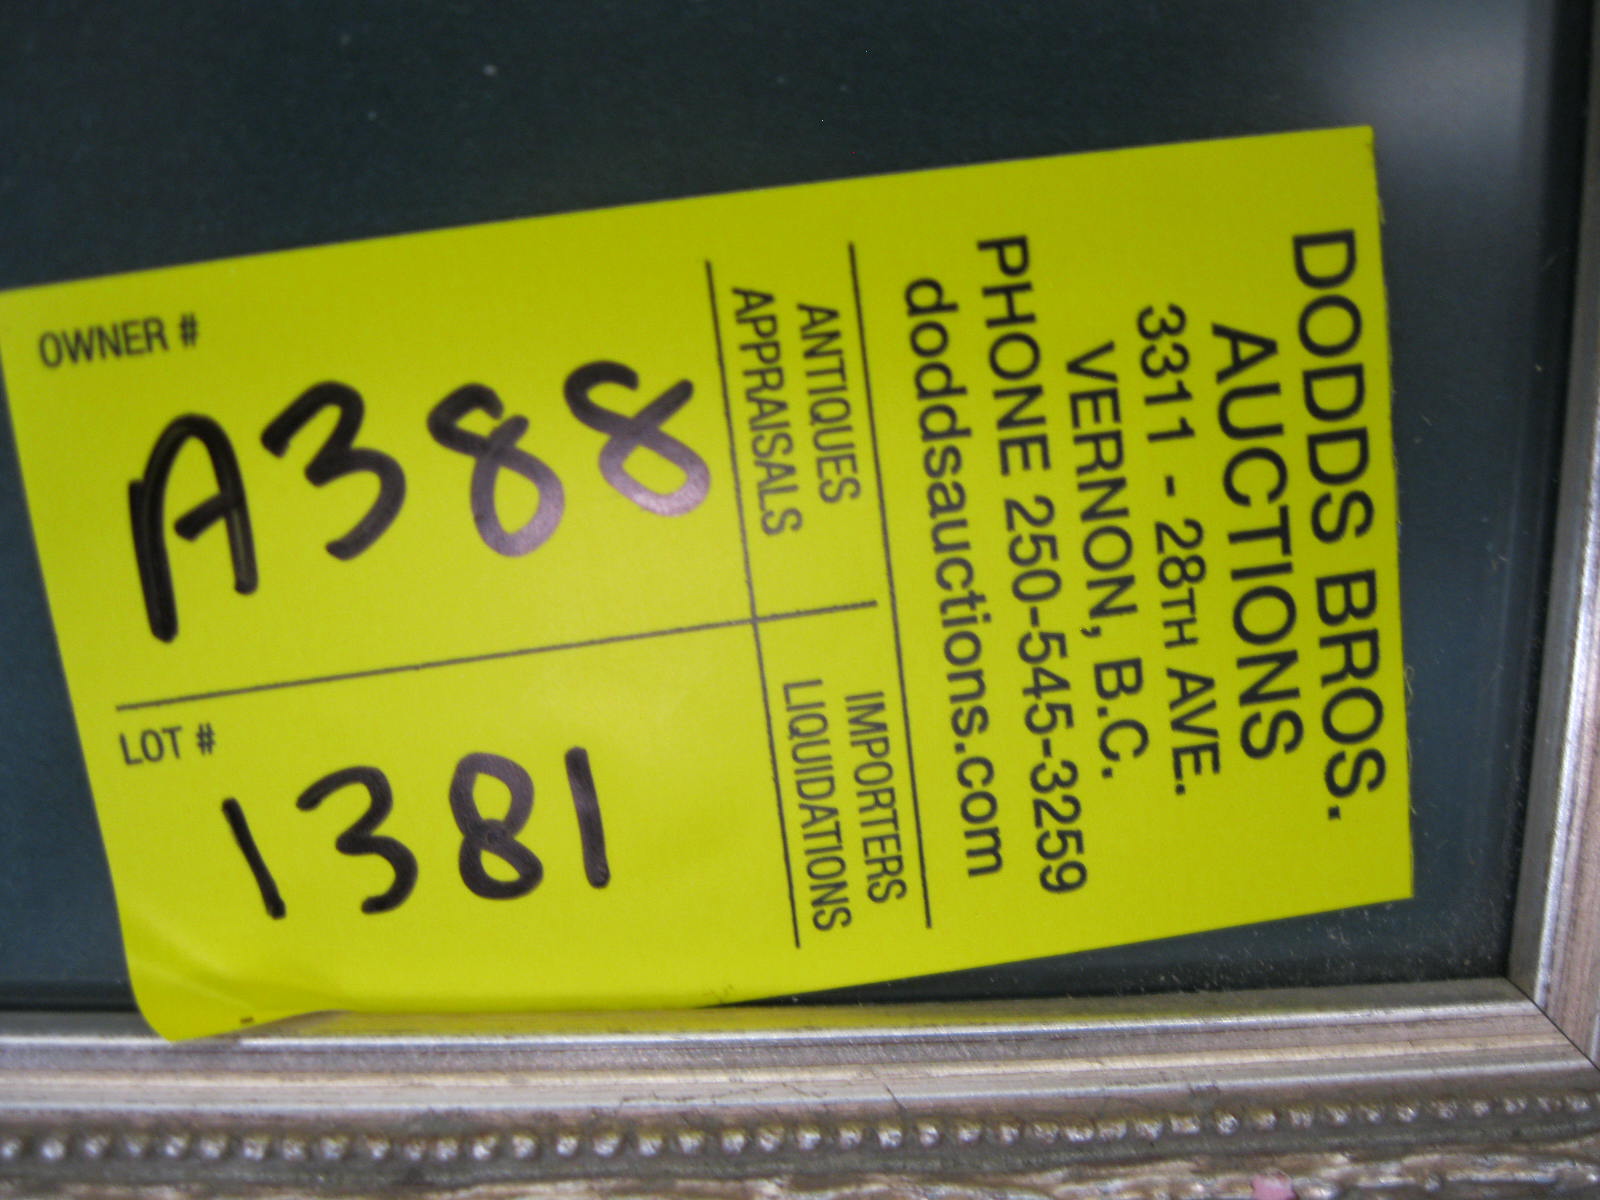 DODDS BROS.
AUCTIONS
3311 - 28TH AVE.
VERNON, B.C.
PHONE 250-545-3259
doddsauctions.com
ANTIQUES
APPRAISALS
IMPORTERS
LIQUIDATIONS
OWNER #
A388
LOT #
1381